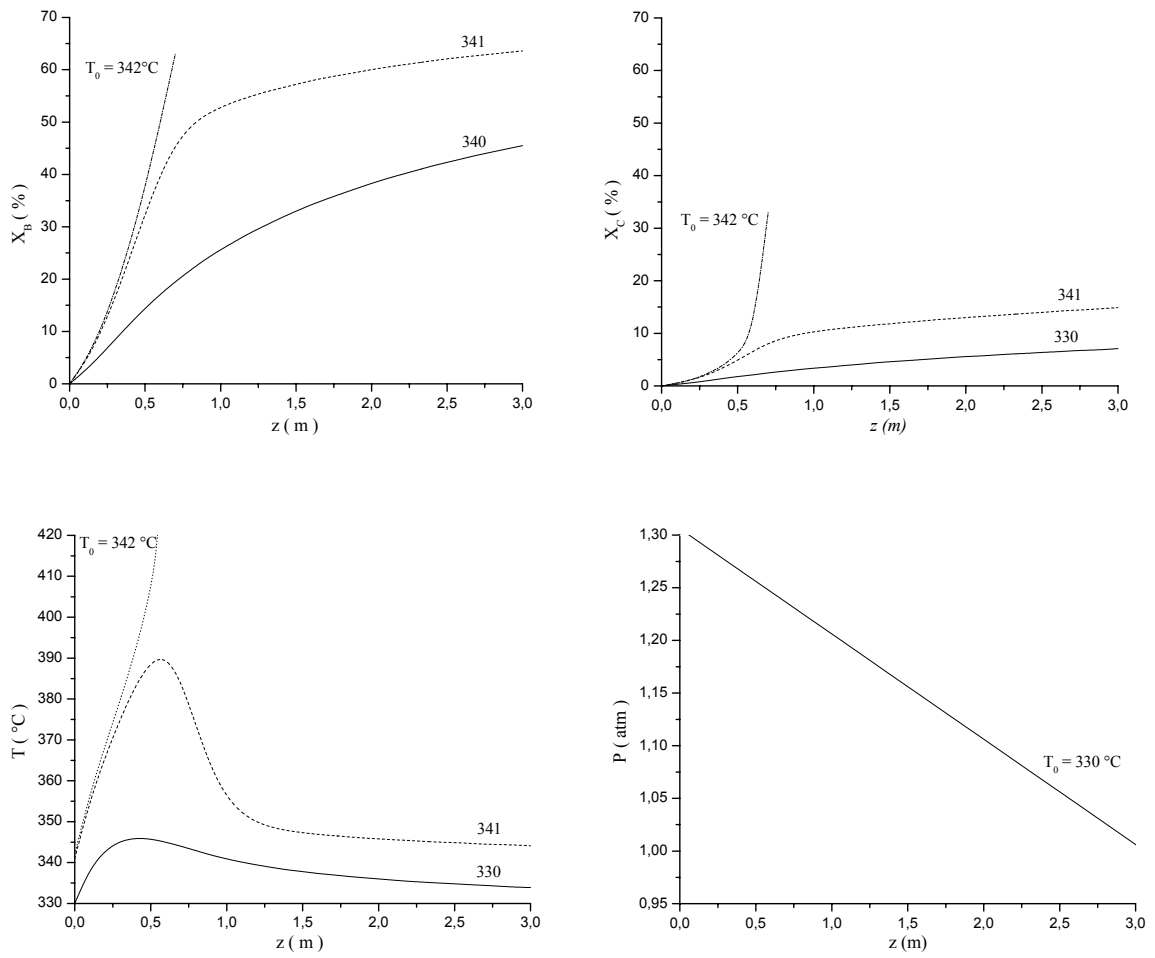 70
60
50
40
30
20
10
0
X_B ( % )
T_0 = 342°C
341
340
0,0 0,5 1,0 1,5 2,0 2,5 3,0
z ( m )
70
60
50
40
30
20
10
0
X_C ( % )
T_0 = 342 °C
341
330
0,0 0,5 1,0 1,5 2,0 2,5 3,0
z (m)
420
410
400
390
380
370
360
350
340
330
T ( °C )
T_0 = 342 °C
341
330
0,0 0,5 1,0 1,5 2,0 2,5 3,0
z ( m )
1,30
1,25
1,20
1,15
1,10
1,05
1,00
0,95
P ( atm )
T_0 = 330 °C
0,0 0,5 1,0 1,5 2,0 2,5 3,0
z (m)